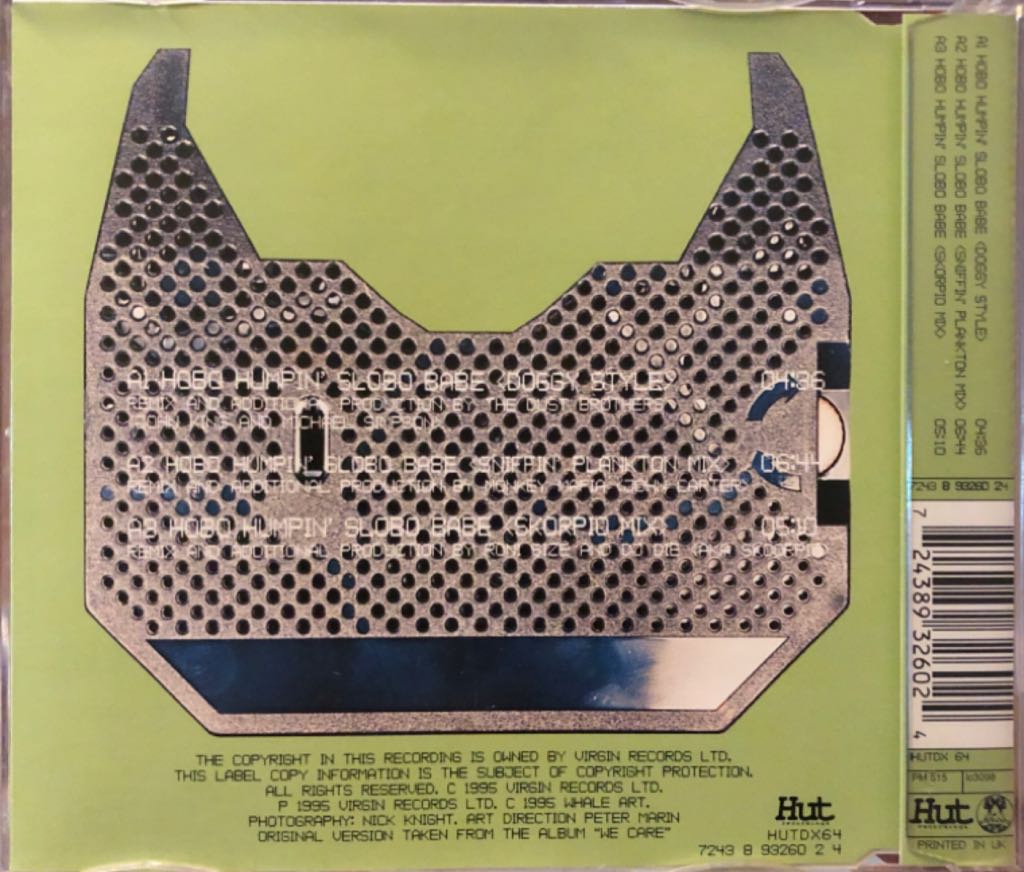 A1 HOBO HUMPIN' SLOBO BABE <DOGGY STYLE> 04:36
REMIX AND ADDITIONAL PRODUCTION BY THE DUST BROTHERS
<JOHN KING AND MICHAEL SIMPSON>
A2 HOBO HUMPIN' SLOBO BABE <SNIFFIN' PLANKTON MIX> 06:44
REMIX AND ADDITIONAL PRODUCTION BY MONKEY MAFIA <JOHN CARTER>
A3 HOBO HUMPIN' SLOBO BABE <SKORPIO MIX> 05:10
REMIX AND ADDITIONAL PRODUCTION BY RONI SIZE AND DJ DIE <AKA
THE COPYRIGHT IN THIS RECORDING IS OWNED BY VIRGIN RECORDS LTD.
THIS LABEL COPY INFORMATION IS THE SUBJECT OF COPYRIGHT PROTECTION.
ALL RIGHTS RESERVED. C 1995 VIRGIN RECORDS LTD.
P 1995 VIRGIN RECORDS LTD. C 1995 WHALE ART.
PHOTOGRAPHY: NICK KNIGHT. ART DIRECTION PETER MARIN
ORIGINAL VERSION TAKEN FROM THE ALBUM "WE CARE"
Hut
RECORDINGS
HUTDX64
7243 8 93260 2 4
A1 HOBO HUMPIN' SLOBO BABE <DOGGY STYLE> 04:36
A2 HOBO HUMPIN' SLOBO BABE <SNIFFIN' PLANKTON MIX> 06:44
A3 HOBO HUMPIN' SLOBO BABE <SKORPIO MIX> 05:10
7243 8 93260 24
7 24389 32602 4
HUTDX 64
PM 515
lc3098
Hut
RECORDINGS
PRINTED IN UK